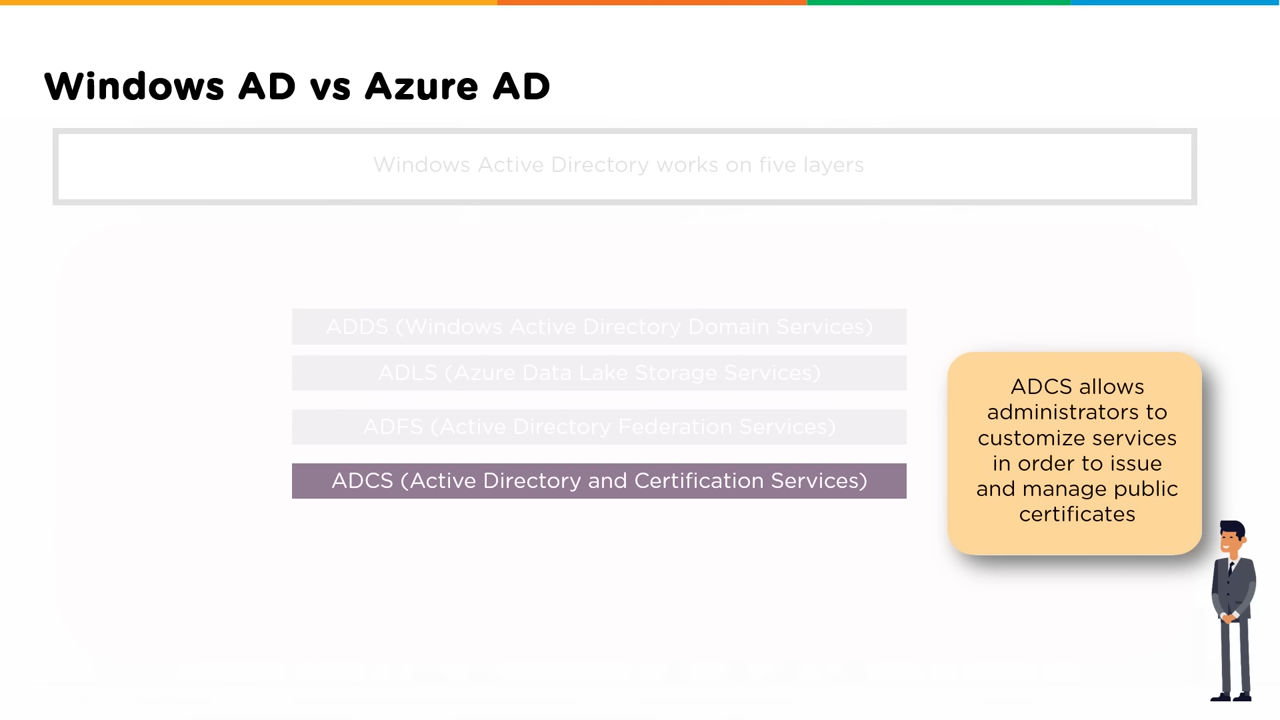 Windows AD vs Azure AD
Windows Active Directory works on five layers
ADDS (Windows Active Directory Domain Services)
ADLS (Azure Data Lake Storage Services)
ADFS (Active Directory Federation Services)
ADCS (Active Directory and Certification Services)
ADCS allows
administrators to
customize services
in order to issue
and manage public
certificates